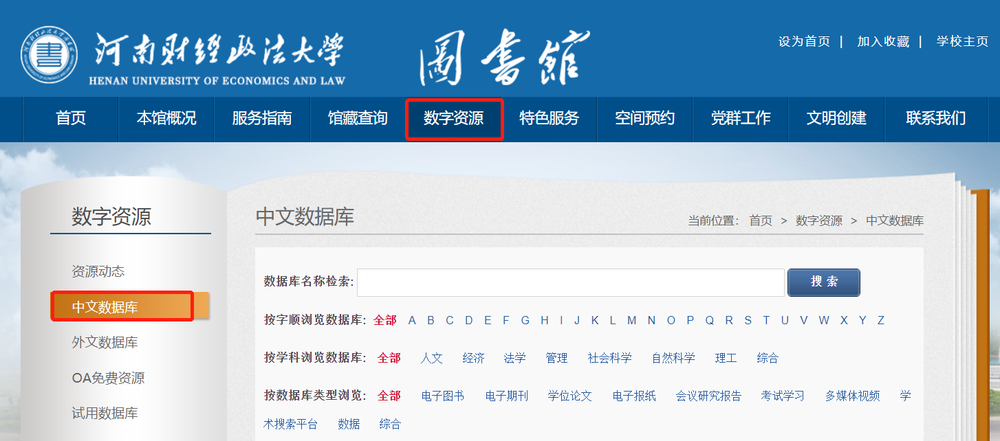 河南财经政法大学
HENAN UNIVERSITY OF ECONOMICS AND LAW
圖書館
设为首页 | 加入收藏 | 学校主页
首页 本馆概况 服务指南 馆藏查询 数字资源 特色服务 空间预约 党群工作 文明创建 联系我们
数字资源
资源动态
中文数据库
外文数据库
OA免费资源
试用数据库
中文数据库
当前位置: 首页 > 数字资源 > 中文数据库
数据库名称检索: 搜 索
按字顺浏览数据库: 全部 A B C D E F G H I J K L M N O P Q R S T U V W X Y Z
按学科浏览数据库: 全部 人文 经济 法学 管理 社会科学 自然科学 理工 综合
按数据库类型浏览: 全部 电子图书 电子期刊 学位论文 电子报纸 会议研究报告 考试学习 多媒体视频 学
术搜索平台 数据 综合